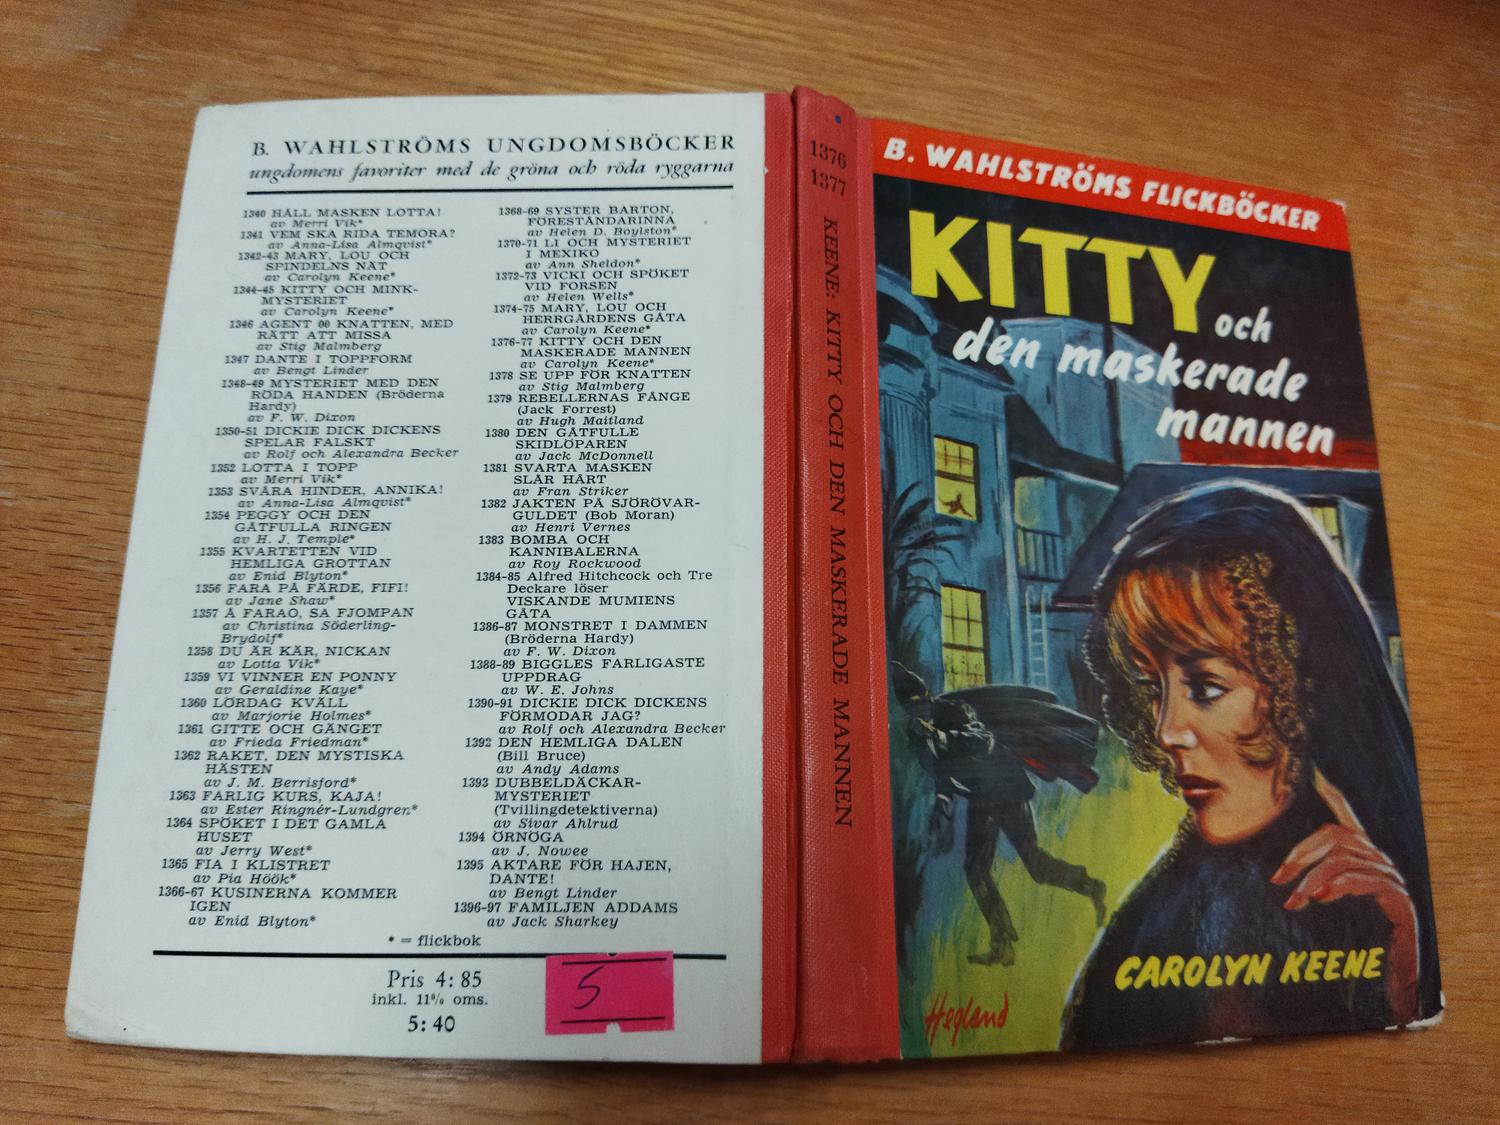 B. WAHLSTRÖMS UNGDOMSBÖCKER
ungdomens favoriter med de gröna och röda ryggarna
1340 HÅLL MASKEN LOTTA!
av Merri Vik*
1341 VEM SKA RIDA TEMORA?
av Anna-Lisa Almqvist*
1342-43 MARY, LOU OCH
SPINDELNS NÄT
av Carolyn Keene*
1344-45 KITTY OCH MINK-
MYSTERIET
av Carolyn Keene*
1346 AGENT 00 KNATTEN, MED
RÄTT ATT MISSA
av Stig Malmberg
1347 DANTE I TOPPFORM
av Bengt Linder
1348-49 MYSTERIET MED DEN
RÖDA HANDEN (Bröderna
Hardy)
av F. W. Dixon
1350-51 DICKIE DICK DICKENS
SPELAR FALSKT
av Rolf och Alexandra Becker
1352 LOTTA I TOPP
av Merri Vik*
1353 SVÅRA HINDER, ANNIKA!
av Anna-Lisa Almqvist*
1354 PEGGY OCH DEN
GÅTFULLA RINGEN
av H. J. Temple*
1355 KVARTETTEN VID
HEMLIGA GROTTAN
av Enid Blyton*
1356 FARA PÅ FÄRDE, FIFI!
av Jane Shaw*
1357 Å FARAO, SA FJOMPAN
av Christina Söderling-
Brydolf*
1358 DU ÄR KÄR, NICKAN
av Lotta Vik*
1359 VI VINNER EN PONNY
av Geraldine Kaye*
1360 LÖRDAG KVÄLL
av Marjorie Holmes*
1361 GITTE OCH GÄNGET
av Frieda Friedman*
1362 RAKET, DEN MYSTISKA
HÄSTEN
av J. M. Berrisford*
1363 FARLIG KURS, KAJA!
av Ester Ringnér-Lundgren*
1364 SPÖKET I DET GAMLA
HUSET
av Jerry West*
1365 FIA I KLISTRET
av Pia Höök*
1366-67 KUSINERNA KOMMER
IGEN
av Enid Blyton*
1368-69 SYSTER BARTON,
FÖRESTÅNDARINNA
av Helen D. Boylston*
1370-71 LI OCH MYSTERIET
I MEXIKO
av Ann Sheldon*
1372-73 VICKI OCH SPÖKET
VID FORSEN
av Helen Wells*
1374-75 MARY, LOU OCH
HERRGÅRDENS GÅTA
av Carolyn Keene*
1376-77 KITTY OCH DEN
MASKERADE MANNEN
av Carolyn Keene*
1378 SE UPP FÖR KNATTEN
av Stig Malmberg
1379 REBELLERNAS FÅNGE
(Jack Forrest)
av Hugh Maitland
1380 DEN GÅTFULLE
SKIDLÖPAREN
av Jack McDonnell
1381 SVARTA MASKEN
SLÅR HÅRT
av Fran Striker
1382 JAKTEN PÅ SJÖRÖVAR-
GULDET (Bob Moran)
av Henri Vernes
1383 BOMBA OCH
KANNIBALERNA
av Roy Rockwood
1384-85 Alfred Hitchcock och Tre
Deckare löser
VISKANDE MUMIENS
GÅTA
1386-87 MONSTRET I DAMMEN
(Bröderna Hardy)
av F. W. Dixon
1388-89 BIGGLES FARLIGASTE
UPPDRAG
av W. E. Johns
1390-91 DICKIE DICK DICKENS
FÖRMODAR JAG?
av Rolf och Alexandra Becker
1392 DEN HEMLIGA DALEN
(Bill Bruce)
av Andy Adams
1393 DUBBELDÄCKAR-
MYSTERIET
(Tvillingdetektiverna)
av Sivar Ahlrud
1394 ÖRNÖGA
av J. Nowee
1395 AKTARE FÖR HAJEN,
DANTE!
av Bengt Linder
1396-97 FAMILJEN ADDAMS
av Jack Sharkey
* = flickbok
Pris 4:85
inkl. 11% oms.
5:40
5
1376
1377
KEENE: KITTY OCH DEN MASKERADE MANNEN
B. WAHLSTRÖMS FLICKBÖCKER
KITTY och
den maskerade
mannen
CAROLYN KEENE
Hegland